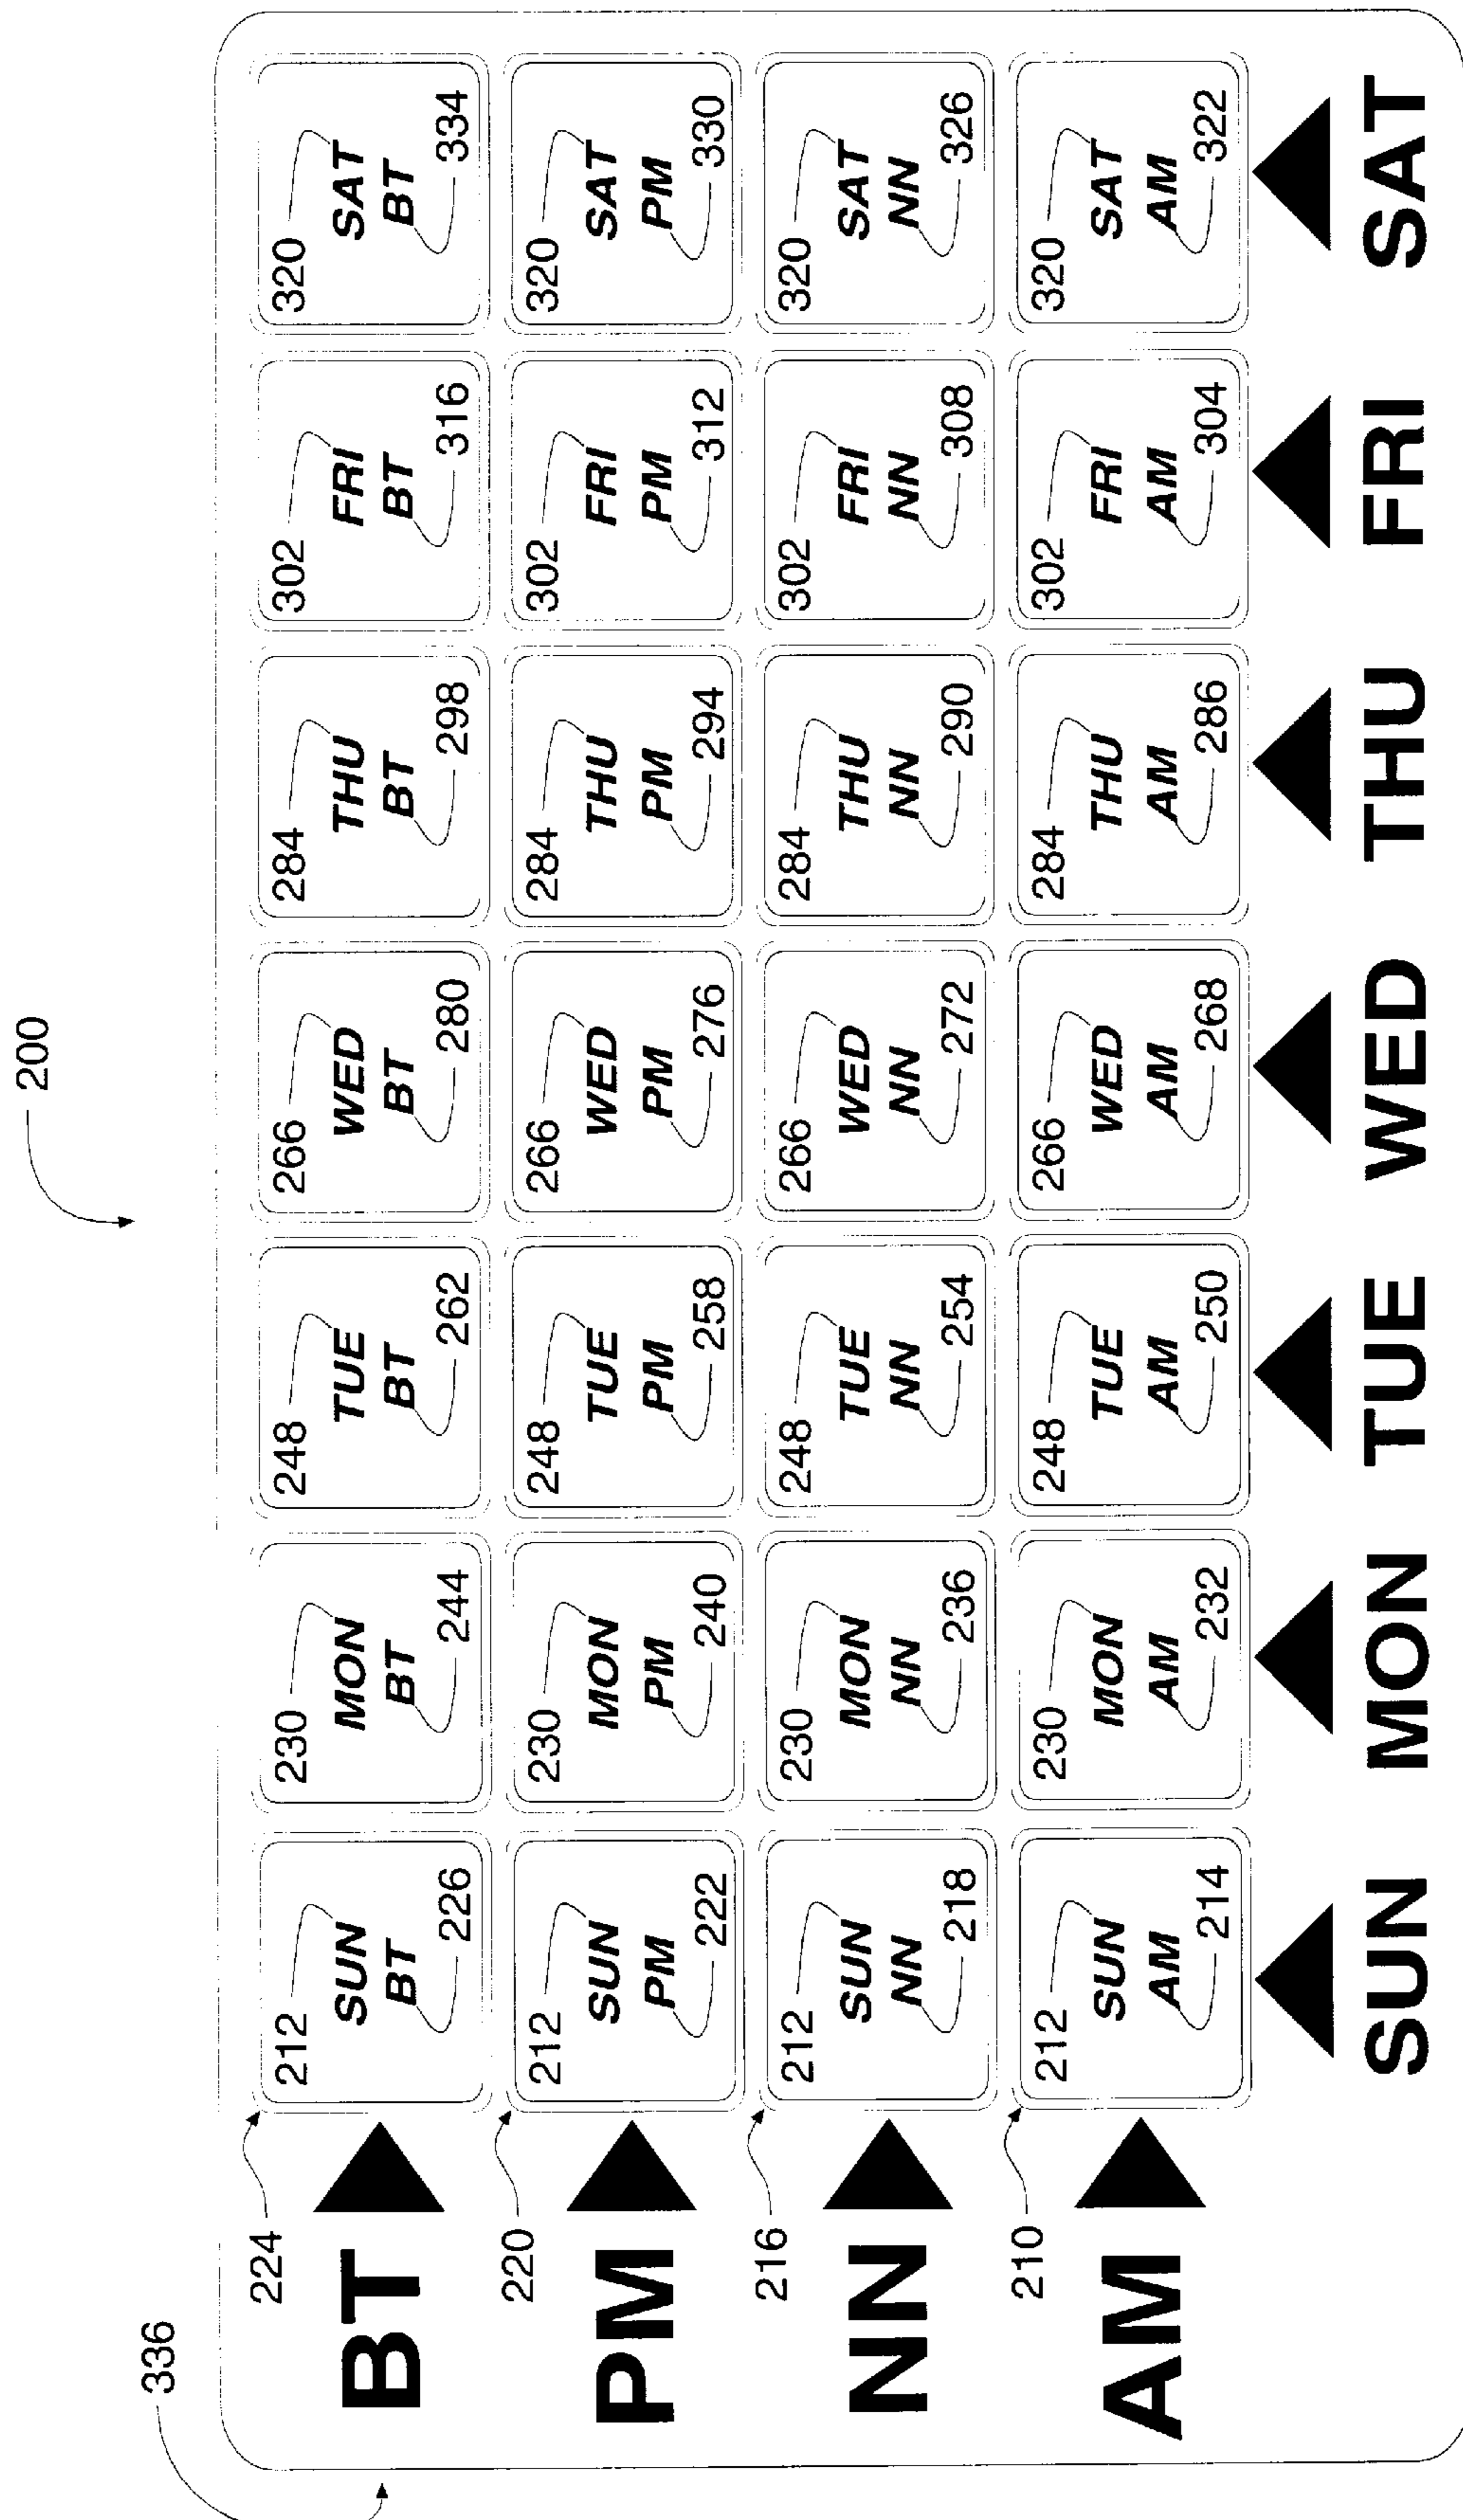 200
336
224
BT
212
SUN
BT
226
230
MON
BT
244
248
TUE
BT
262
266
WED
BT
280
284
THU
BT
298
302
FRI
BT
316
320
SAT
BT
334
220
PM
212
SUN
PM
222
230
MON
PM
240
248
TUE
PM
258
266
WED
PM
276
284
THU
PM
294
302
FRI
PM
312
320
SAT
PM
330
216
NN
212
SUN
NN
218
230
MON
NN
236
248
TUE
NN
254
266
WED
NN
272
284
THU
NN
290
302
FRI
NN
308
320
SAT
NN
326
210
AM
212
SUN
AM
214
230
MON
AM
232
248
TUE
AM
250
266
WED
AM
268
284
THU
AM
286
302
FRI
AM
304
320
SAT
AM
322
SUN MON TUE WED THU FRI SAT